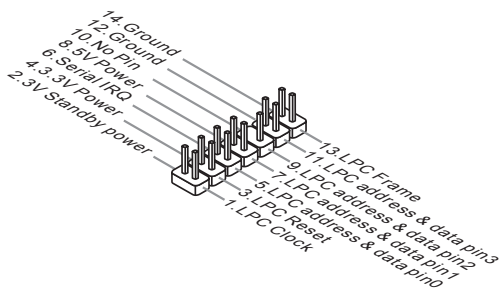 14.Ground
12.Ground
10.No Pin
8.5V Power
6.Serial IRQ
4.3.3V Power
2.3V Standby power
13.LPC Frame
11.LPC address & data pin3
9.LPC address & data pin2
7.LPC address & data pin1
5.LPC address & data pin0
3.LPC Reset
1.LPC Clock